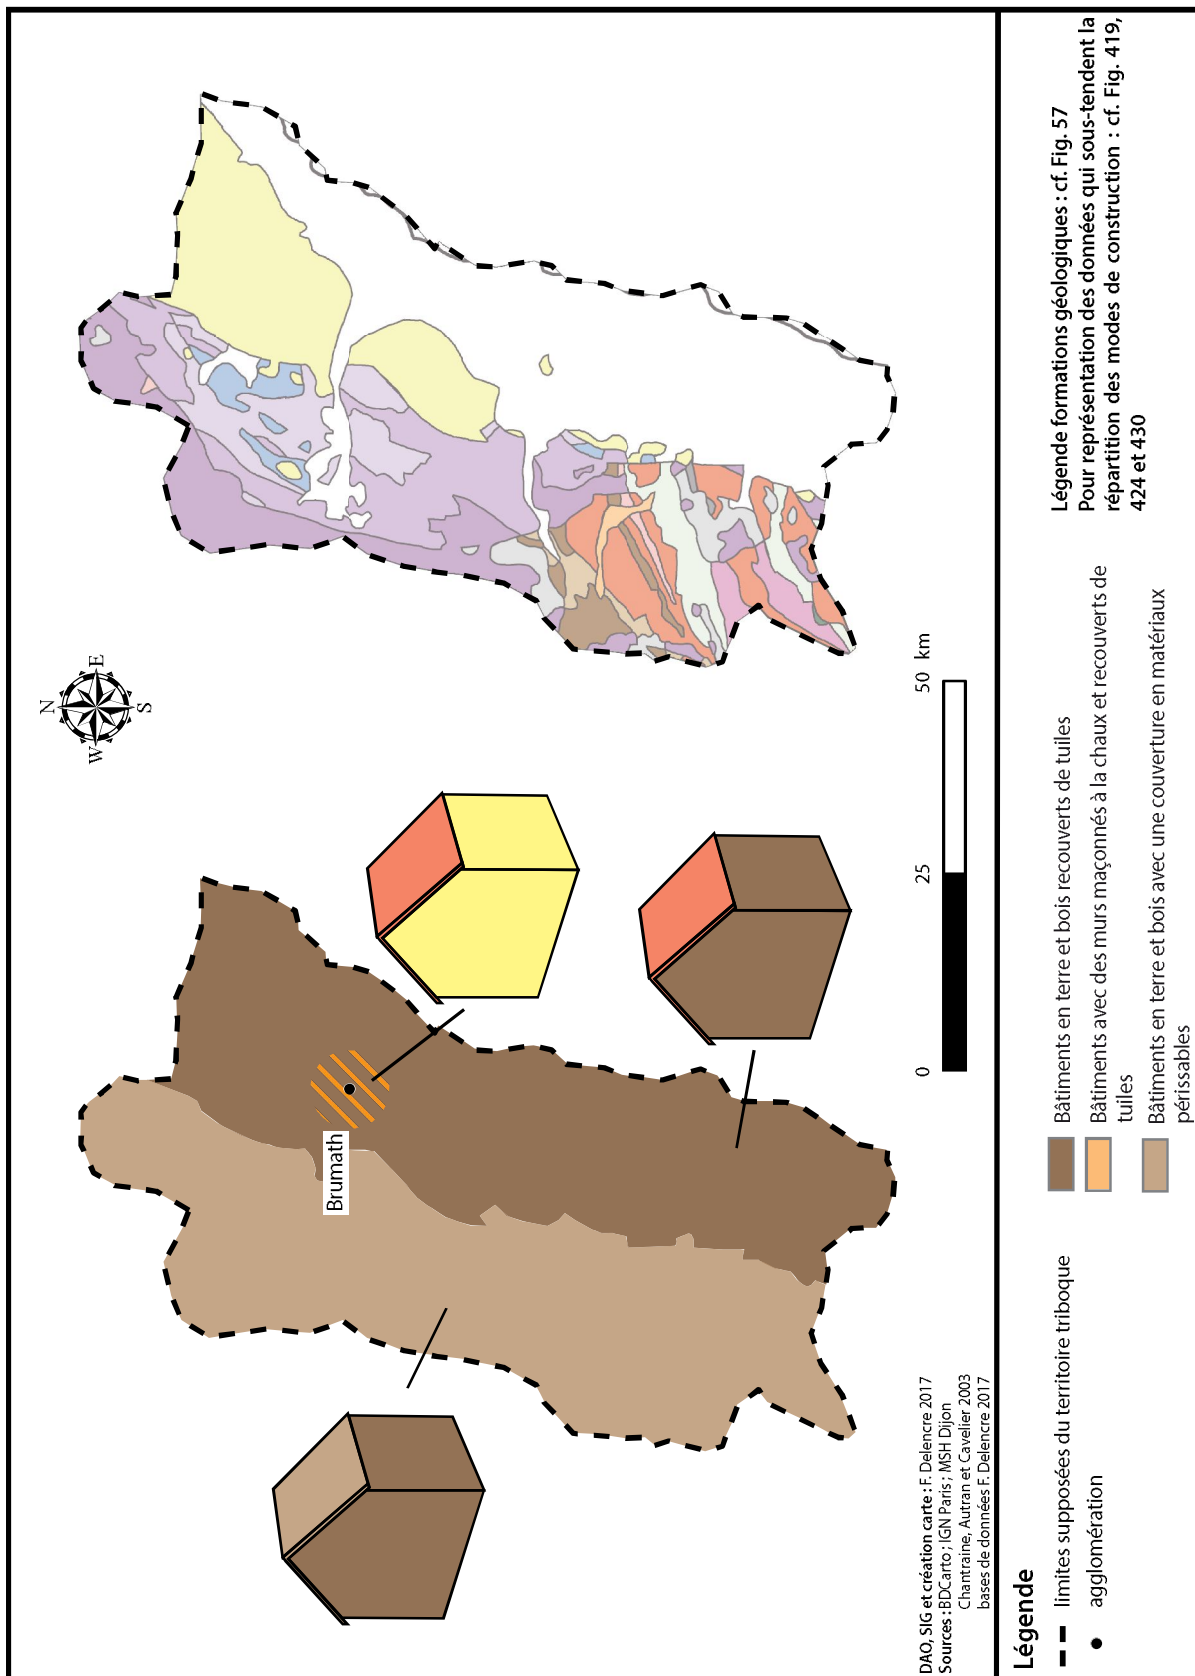 N
W
E
S
Brumath
0
25
50 km
DAO, SIG et création carte : F. Delencre 2017
Sources : BDCarto ; IGN Paris ; MSH Dijon
Chantraine, Autran et Cavelier 2003
bases de données F. Delencre 2017
Légende
limites supposées du territoire triboque
agglomération
Bâtiments en terre et bois recouverts de tuiles
Bâtiments avec des murs maçonnés à la chaux et recouverts de
tuiles
Bâtiments en terre et bois avec une couverture en matériaux
périssables
Légende formations géologiques : cf. Fig. 57
Pour représentation des données qui sous-tendent la
répartition des modes de construction : cf. Fig. 419,
424 et 430